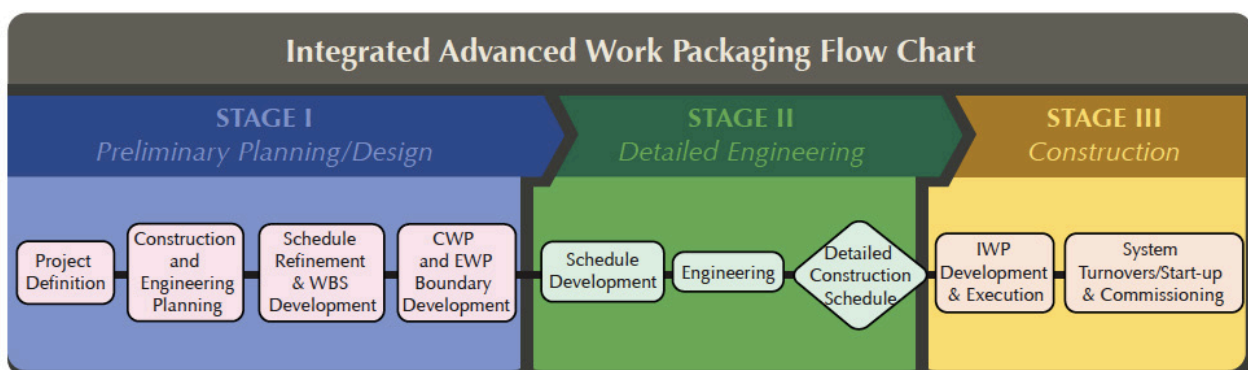 Integrated Advanced Work Packaging Flow Chart
STAGE I
Preliminary Planning/Design
STAGE II
Detailed Engineering
STAGE III
Construction
Project
Definition
Construction
and
Engineering
Planning
Schedule
Refinement
& WBS
Development
CWP
and EWP
Boundary
Development
Schedule
Development
Engineering
Detailed
Construction
Schedule
IWP
Development
& Execution
System
Turnovers/Start-up
& Commissioning